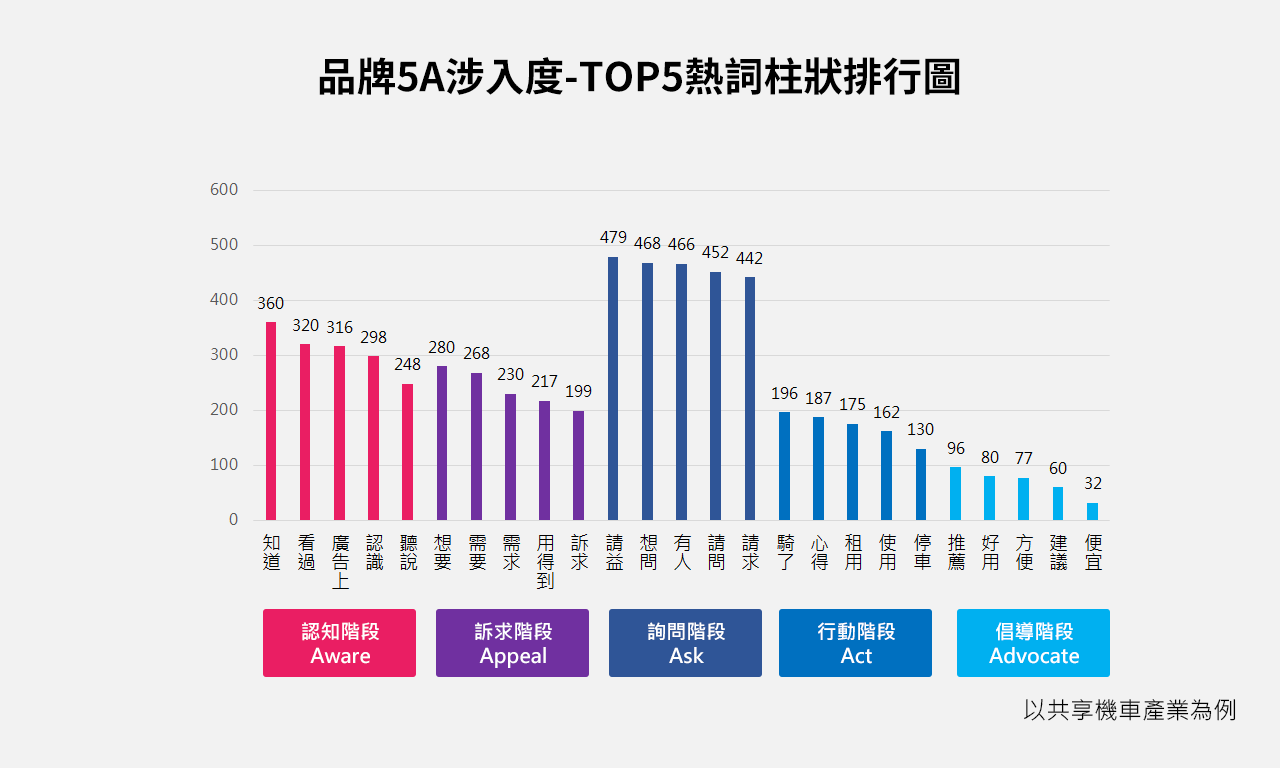 品牌5A涉入度-TOP5熱詞柱狀排行圖
600
500
400
300
200
100
0
360
320
316
298
248
280
268
230
217
199
479
468
466
452
442
196
187
175
162
130
96
80
77
60
32
知道
看過
廣告上
認識
聽說
想要
需要
需求
用得到
訴求
請益
想問
有人
請問
請求
騎了
心得
租用
使用
停車
推薦
好用
方便
建議
便宜
認知階段
Aware
訴求階段
Appeal
詢問階段
Ask
行動階段
Act
倡導階段
Advocate
以共享機車產業為例